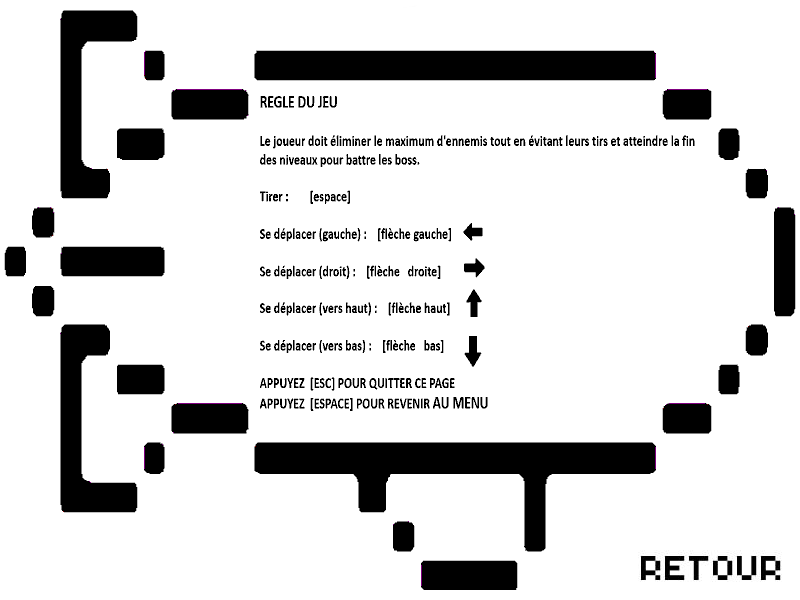 REGLE DU JEU
Le joueur doit éliminer le maximum d'ennemis tout en évitant leurs tirs et atteindre la fin
des niveaux pour battre les boss.
Tirer : [espace]
Se déplacer (gauche) : [flèche gauche]
Se déplacer (droit) : [flèche droite]
Se déplacer (vers haut) : [flèche haut]
Se déplacer (vers bas) : [flèche bas]
APPUYEZ [ESC] POUR QUITTER CE PAGE
APPUYEZ [ESPACE] POUR REVENIR AU MENU
RETOUR